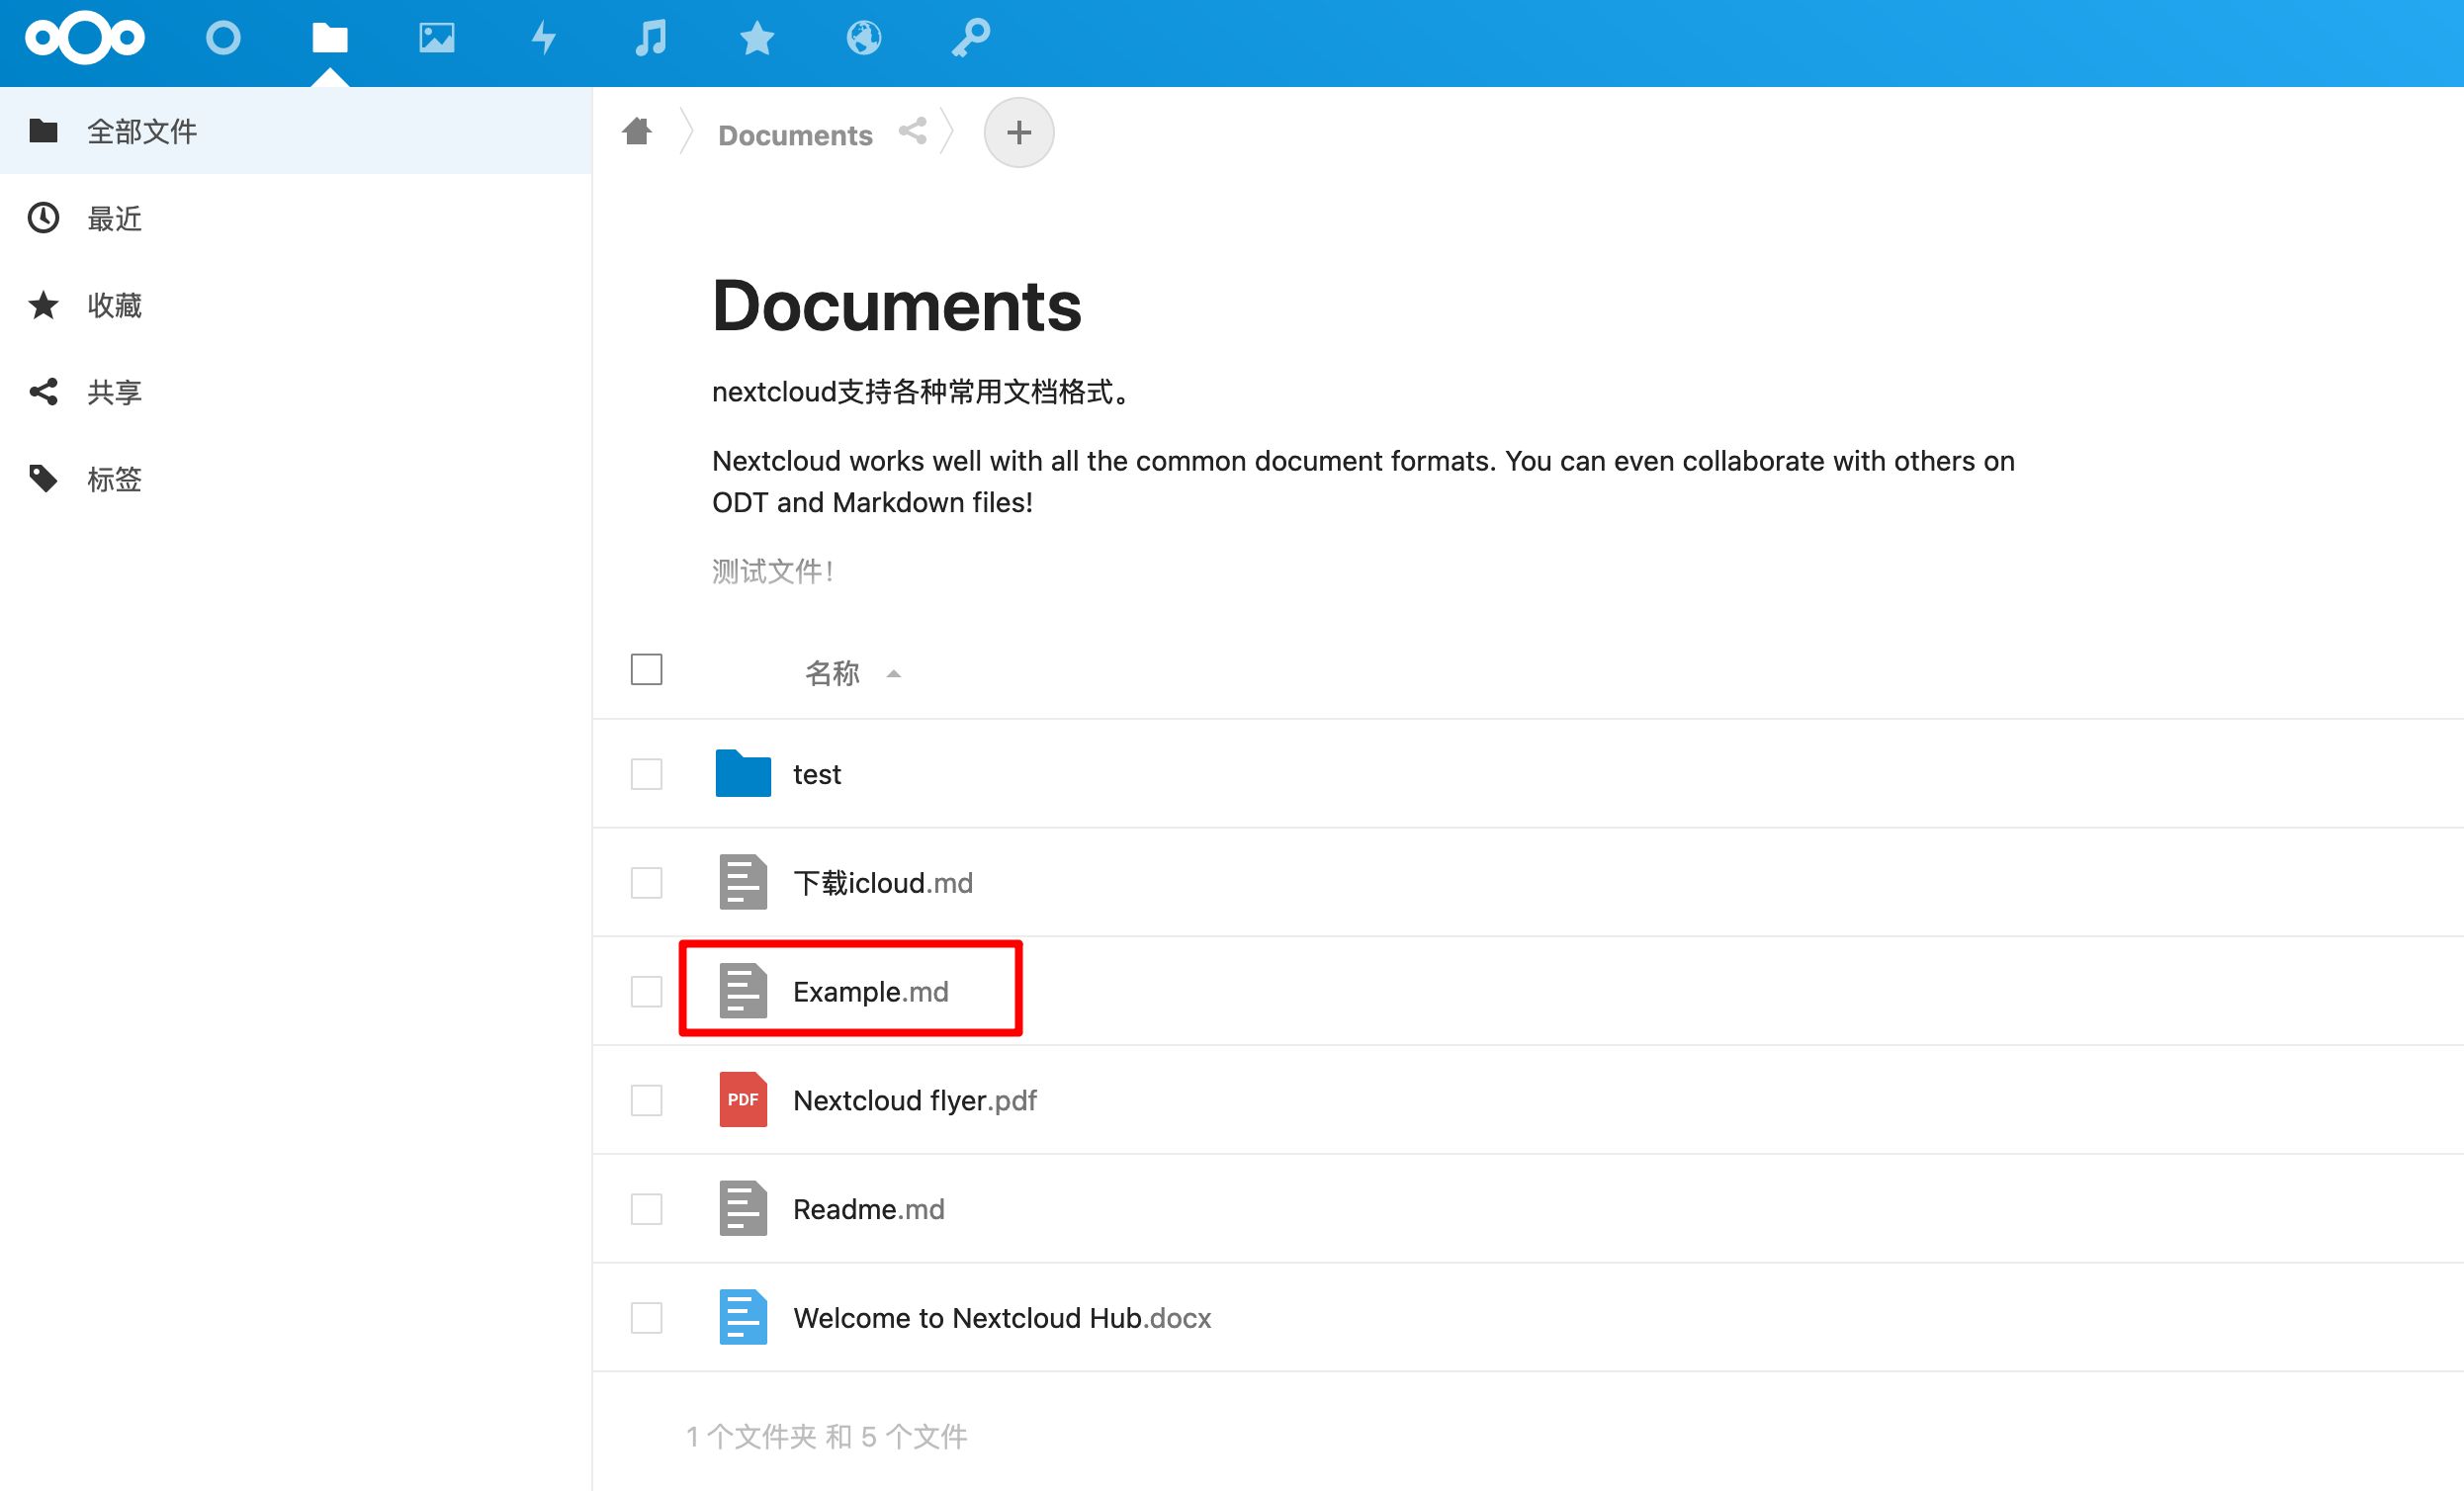 全部文件
最近
收藏
共享
标签
Documents
Documents
nextcloud支持各种常用文档格式。
Nextcloud works well with all the common document formats. You can even collaborate with others on
ODT and Markdown files!
测试文件！
名称
test
下载icloud.md
Example.md
PDF
Nextcloud flyer.pdf
Readme.md
Welcome to Nextcloud Hub.docx
1 个文件夹 和 5 个文件